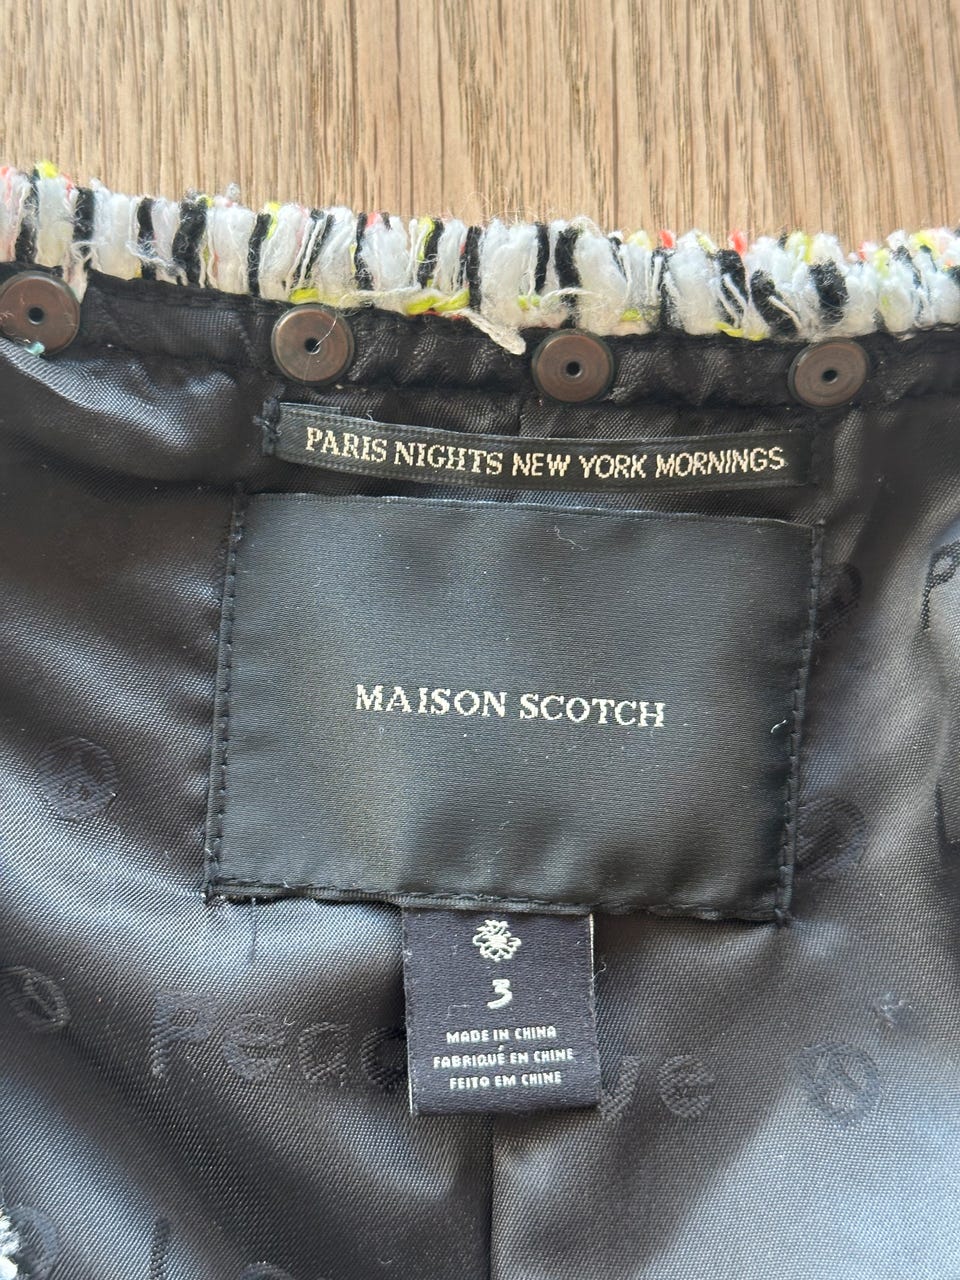 PARIS NIGHTS NEW YORK MORNINGS
MAISON SCOTCH
3
MADE IN CHINA
FABRIQUÉ EN CHINE
FEITO EM CHINE